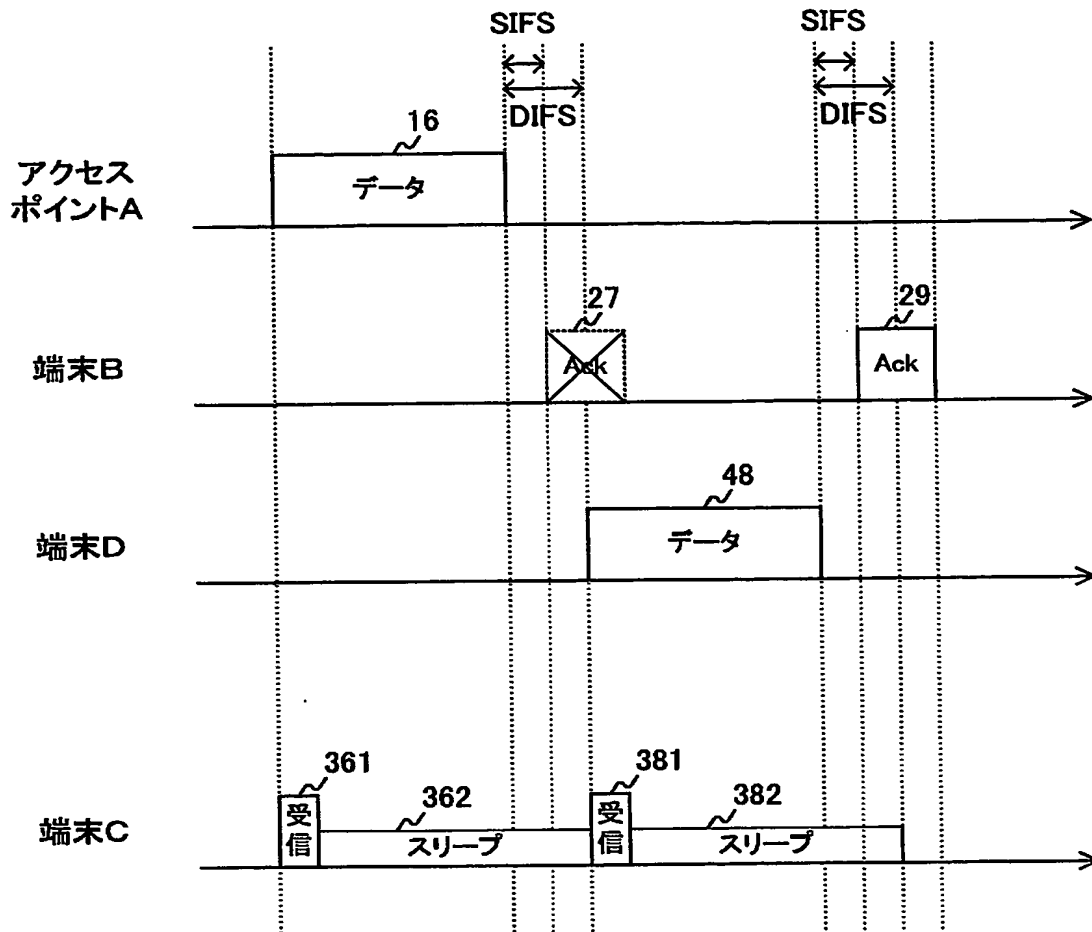 SIFS
SIFS
DIFS
DIFS
16
アクセス
ポイントA
データ
27
29
端末B
Ack
Ack
48
端末D
データ
361
381
362
382
端末C
受信
スリープ
受信
スリープ